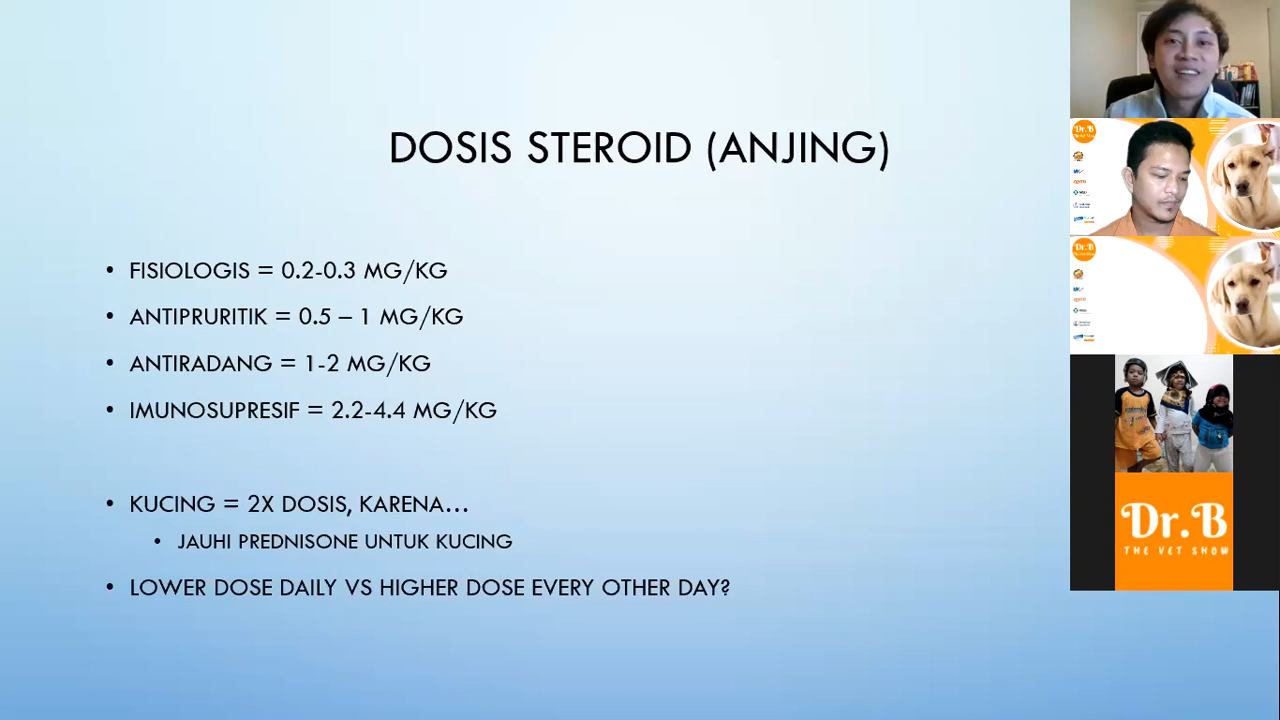 DOSIS STEROID (ANJING)
• FISIOLOGIS = 0.2-0.3 MG/KG
• ANTIPRURITIK = 0.5 – 1 MG/KG
• ANTIRADANG = 1-2 MG/KG
• IMUNOSUPRESIF = 2.2-4.4 MG/KG
• KUCING = 2X DOSIS, KARENA…
• JAUHI PREDNISONE UNTUK KUCING
• LOWER DOSE DAILY VS HIGHER DOSE EVERY OTHER DAY?
Dr.B
Dr.B
Dr.B
THE VET SHOW